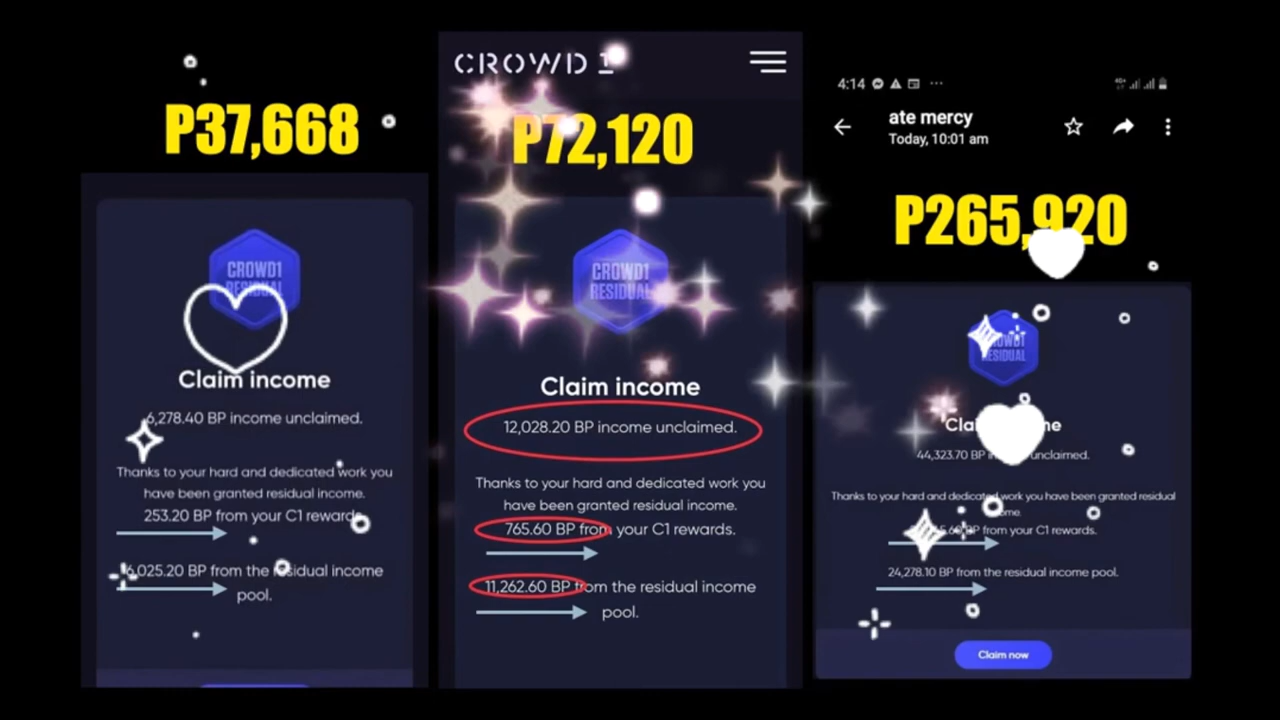 P37,668
CROWD1
RESIDUAL
Claim income
6,278.40 BP income unclaimed.
Thanks to your hard and dedicated work you
have been granted residual income.
253.20 BP from your C1 rewards.
6,025.20 BP from the residual income
pool.
CROWD 1
P72,120
CROWD1
RESIDUAL
Claim income
12,028.20 BP income unclaimed.
Thanks to your hard and dedicated work you
have been granted residual income.
765.60 BP from your C1 rewards.
11,262.60 BP from the residual income
pool.
4:14
ate mercy
Today, 10:01 am
P265,920
CROWD1
RESIDUAL
Claim income
44,323.70 BP unclaimed.
Thanks to your hard and dedicated work you have been granted residual
income.
BP from your C1 rewards.
24,278.10 BP from the residual income pool.
Claim now